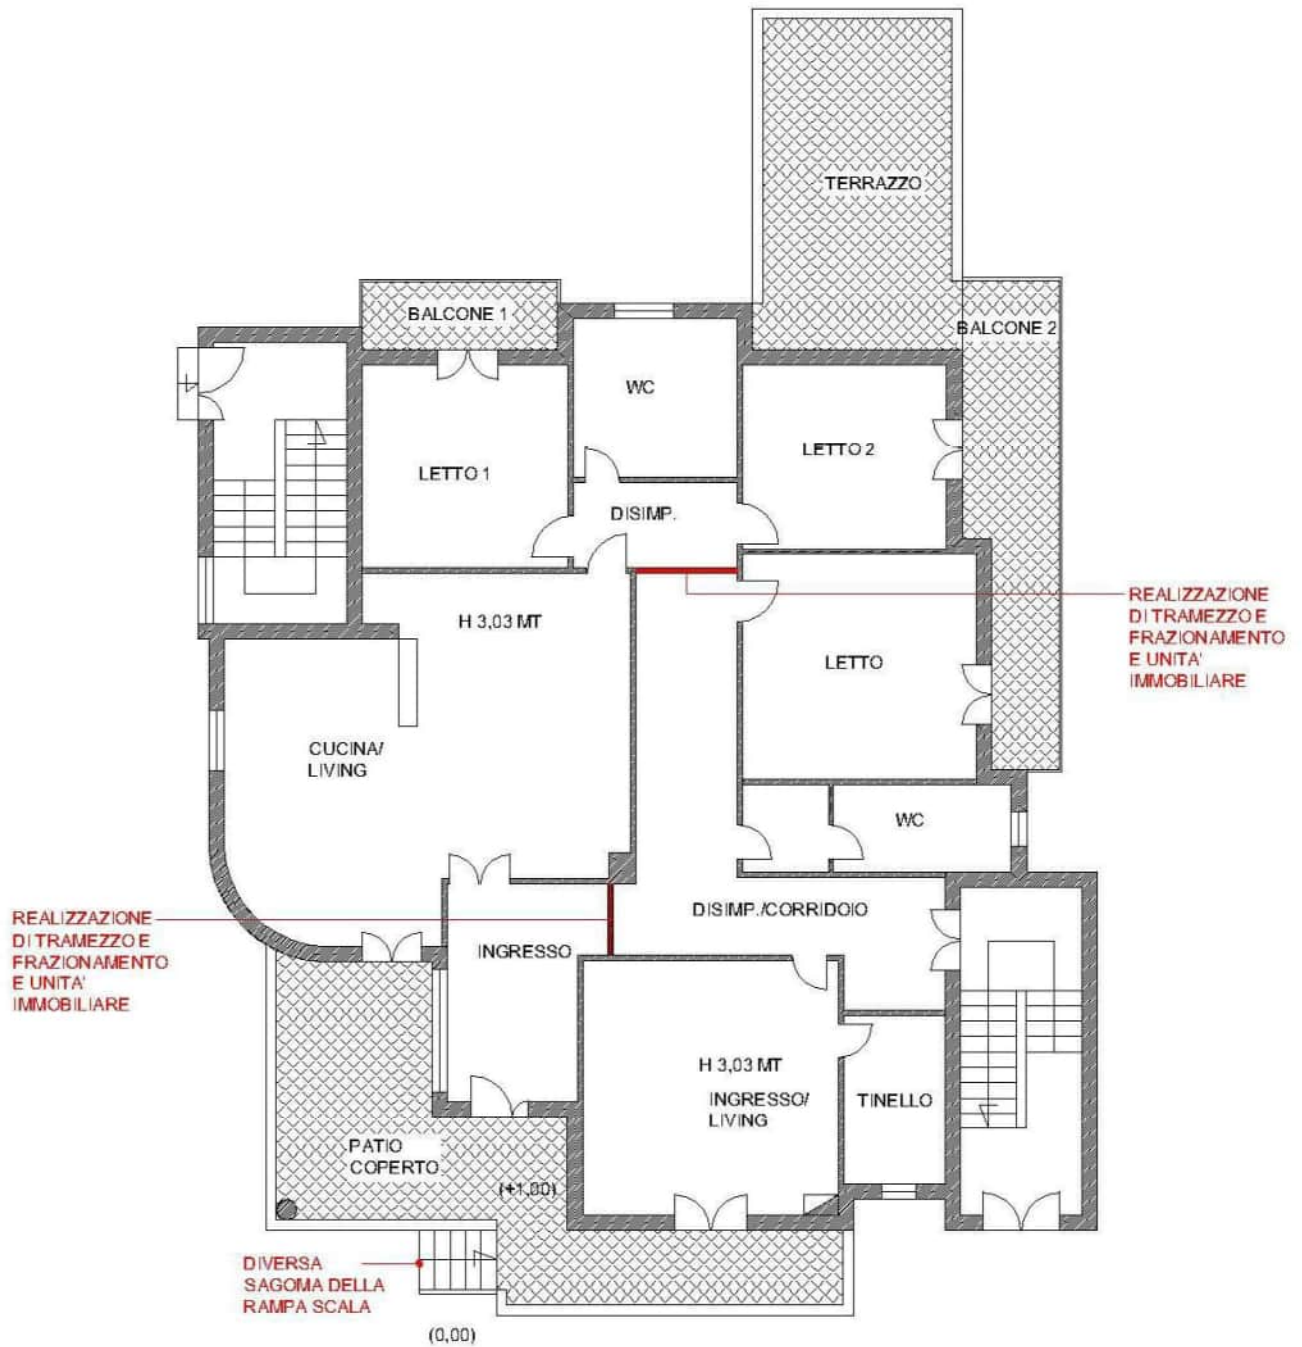 TERRAZZO
BALCONE 1
BALCONE 2
WC
LETTO 2
LETTO 1
DISIMP.
REALIZZAZIONE
DI TRAMEZZO E
FRAZIONAMENTO
E UNITA'
IMMOBILIARE
H 3,03 MT
LETTO
CUCINA/
LIVING
WC
DISIMP./CORRIDOIO
REALIZZAZIONE
DI TRAMEZZO E
FRAZIONAMENTO
E UNITA'
IMMOBILIARE
INGRESSO
H 3,03 MT
INGRESSO/
LIVING
TINELLO
PATIO
COPERTO
(+1,00)
DIVERSA
SAGOMA DELLA
RAMPA SCALA
(0,00)